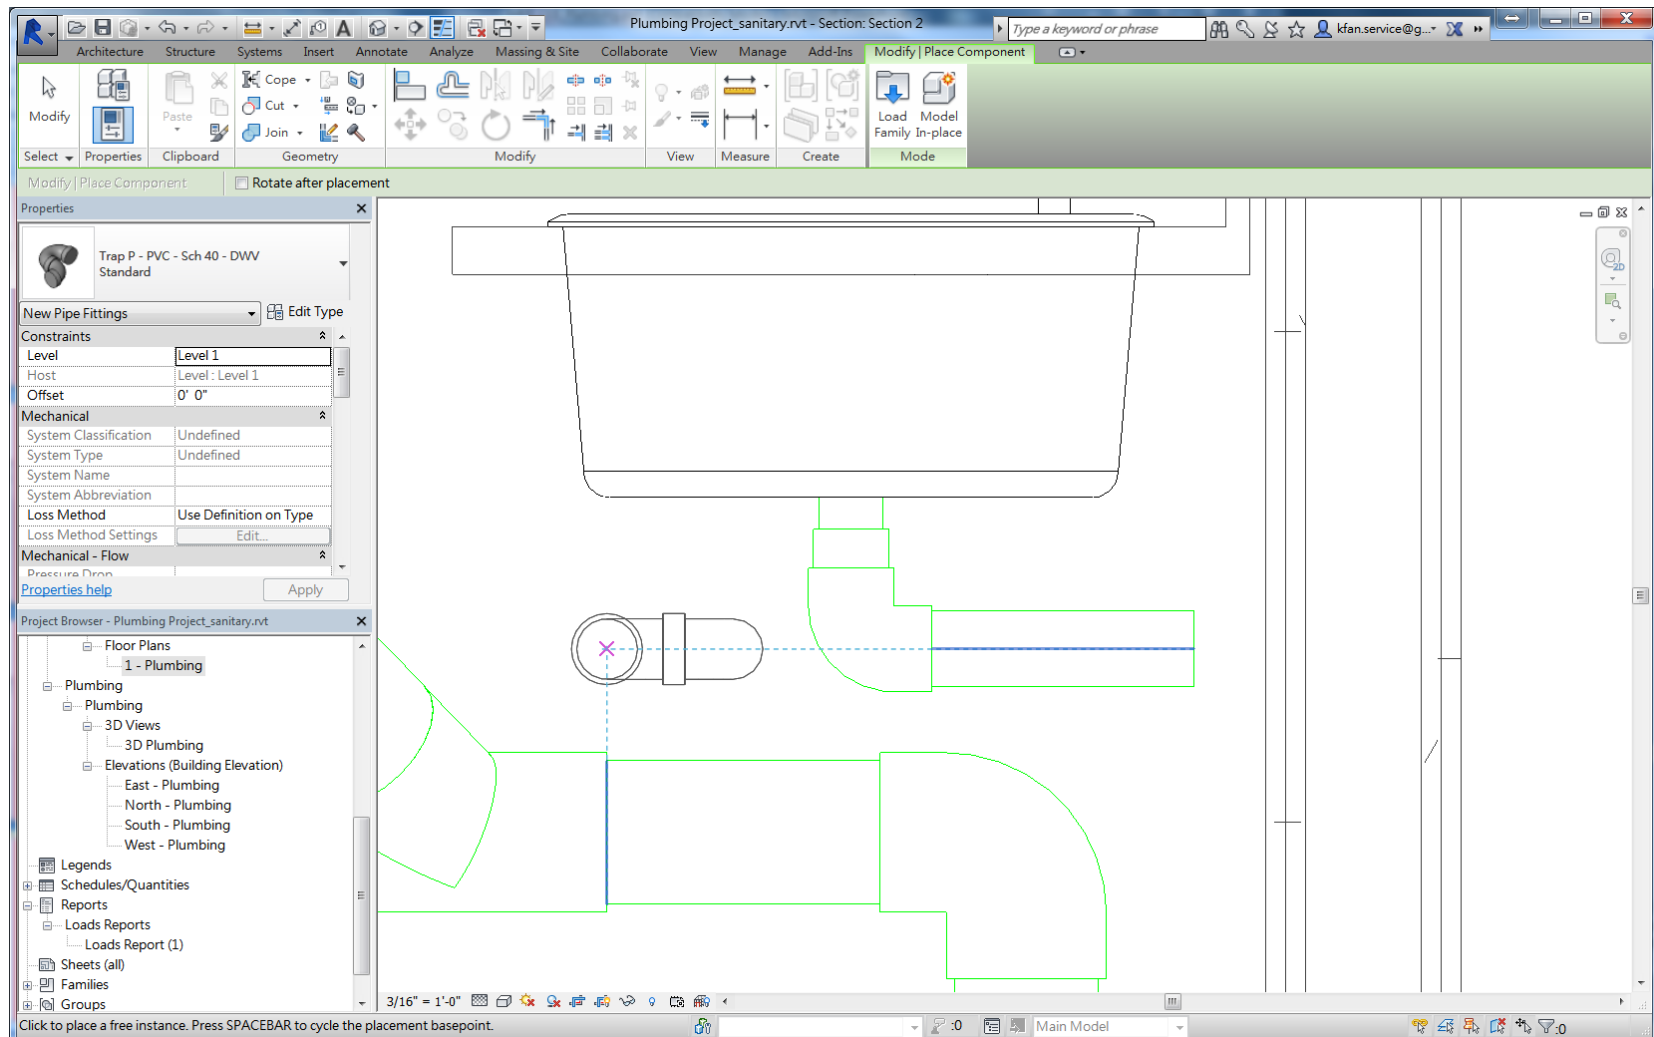 Plumbing Project_sanitary.rvt - Section: Section 2
Type a keyword or phrase
kfan.service@g...
Architecture Structure Systems Insert Annotate Analyze Massing & Site Collaborate View Manage Add-Ins Modify | Place Component
Modify
Paste
Cope
Cut
Join
Load Family
Model In-place
Select Properties Clipboard Geometry Modify View Measure Create Mode
Modify | Place Component
Rotate after placement
Properties
Trap P - PVC - Sch 40 - DWV
Standard
New Pipe Fittings
Edit Type
Constraints
Level Level 1
Host Level : Level 1
Offset 0' 0"
Mechanical
System Classification Undefined
System Type Undefined
System Name
System Abbreviation
Loss Method Use Definition on Type
Loss Method Settings Edit...
Mechanical - Flow
Pressure Drop
Properties help Apply
Project Browser - Plumbing Project_sanitary.rvt
Floor Plans
1 - Plumbing
Plumbing
Plumbing
3D Views
3D Plumbing
Elevations (Building Elevation)
East - Plumbing
North - Plumbing
South - Plumbing
West - Plumbing
Legends
Schedules/Quantities
Reports
Loads Reports
Loads Report (1)
Sheets (all)
Families
Groups
2D
3/16" = 1'-0"
Click to place a free instance. Press SPACEBAR to cycle the placement basepoint.
:0
Main Model
:0